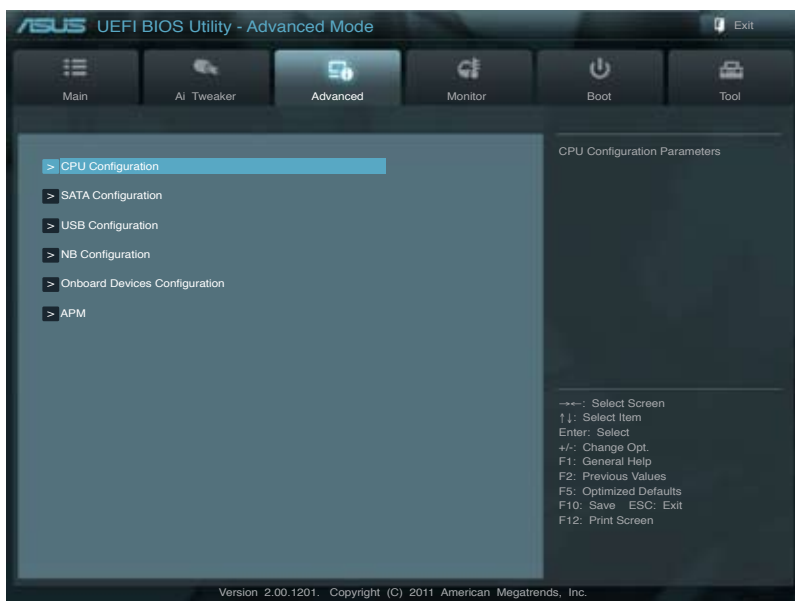 ASUS UEFI BIOS Utility - Advanced Mode
Exit
Main Ai Tweaker Advanced Monitor Boot Tool
CPU Configuration Parameters
> CPU Configuration
> SATA Configuration
> USB Configuration
> NB Configuration
> Onboard Devices Configuration
> APM
→←: Select Screen
↑↓: Select Item
Enter: Select
+/-: Change Opt.
F1: General Help
F2: Previous Values
F5: Optimized Defaults
F10: Save ESC: Exit
F12: Print Screen
Version 2.00.1201. Copyright (C) 2011 American Megatrends, Inc.